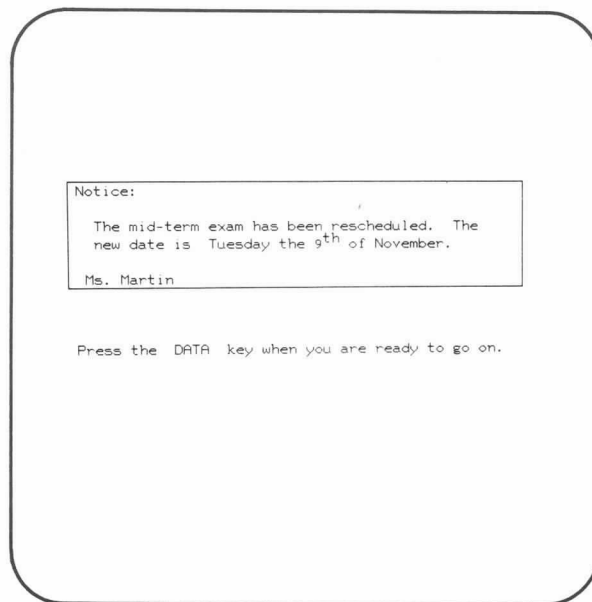 Notice:
The mid-term exam has been rescheduled. The
new date is Tuesday the 9th of November.
Ms. Martin
Press the DATA key when you are ready to go on.